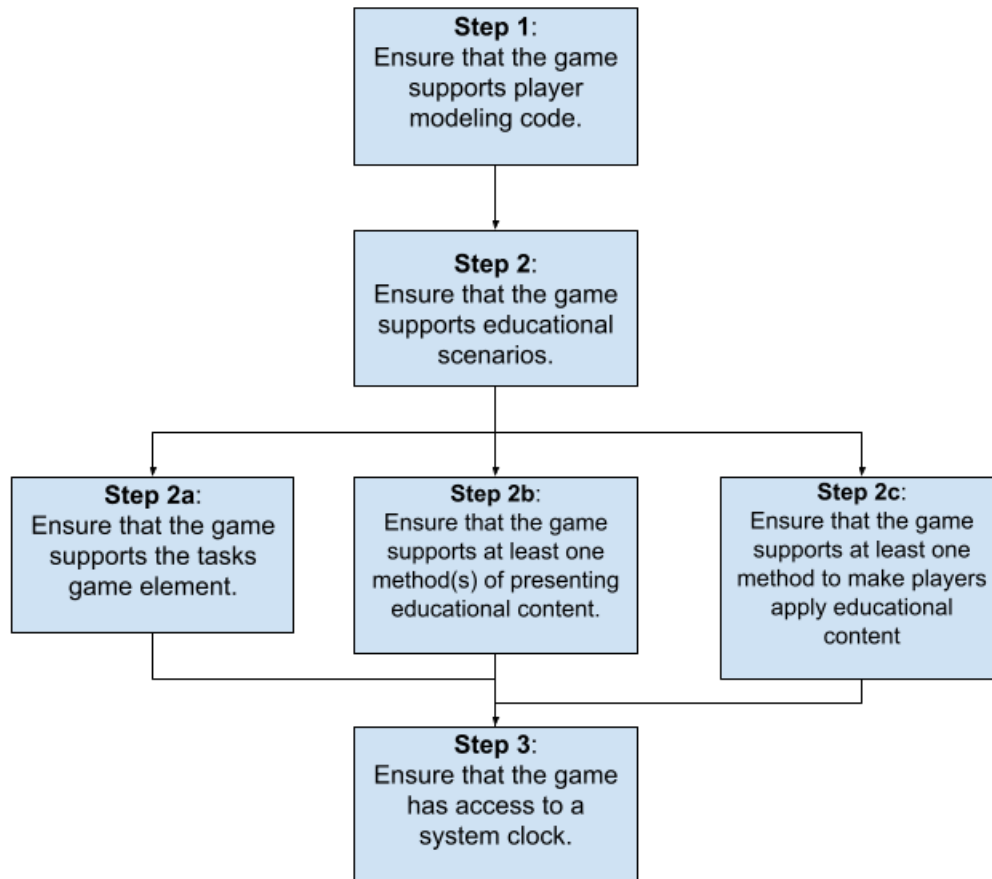 Step 1:
Ensure that the game
supports player
modeling code.
Step 2:
Ensure that the game
supports educational
scenarios.
Step 2a:
Ensure that the game
supports the tasks
game element.
Step 2b:
Ensure that the game
supports at least one
method(s) of presenting
educational content.
Step 2c:
Ensure that the game
supports at least one
method to make players
apply educational
content
Step 3:
Ensure that the game
has access to a
system clock.